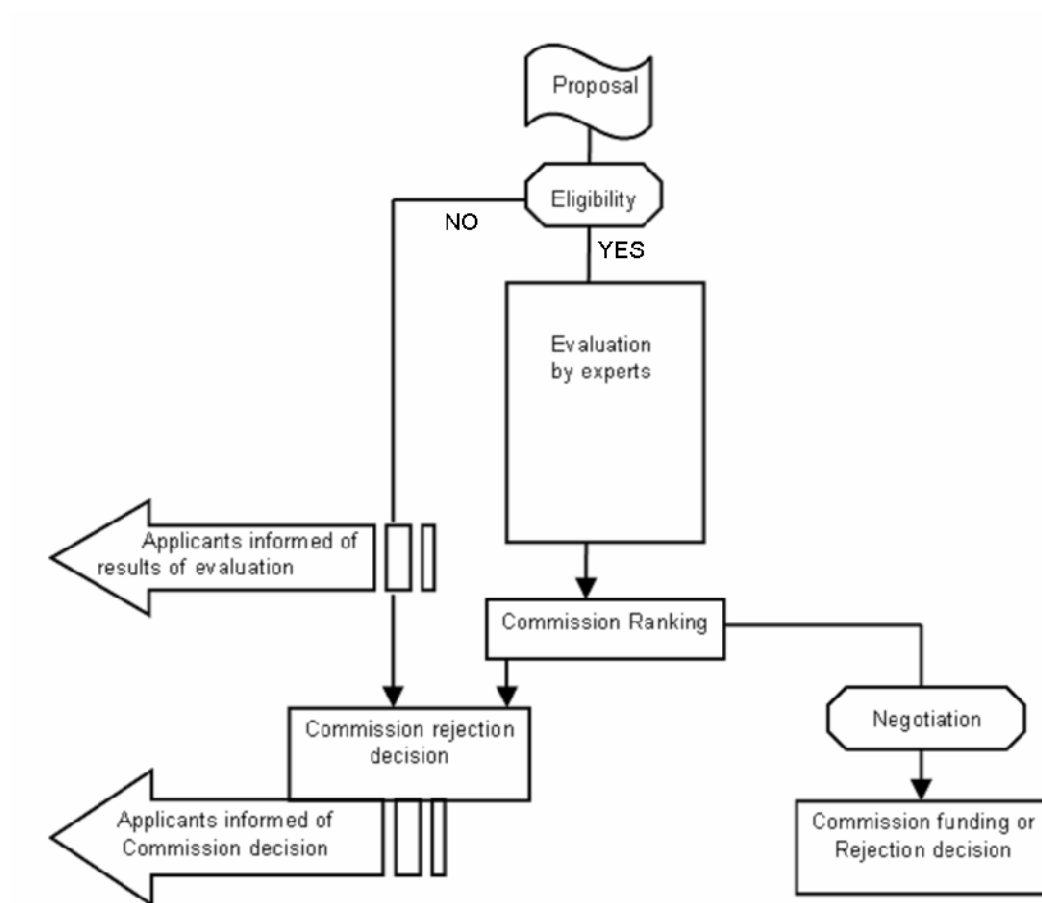 Proposal
Eligibility
NO
YES
Evaluation
by experts
Applicants informed of
results of evaluation
Commission Ranking
Commission rejection
decision
Negotiation
Applicants informed of
Commission decision
Commission funding or
Rejection decision